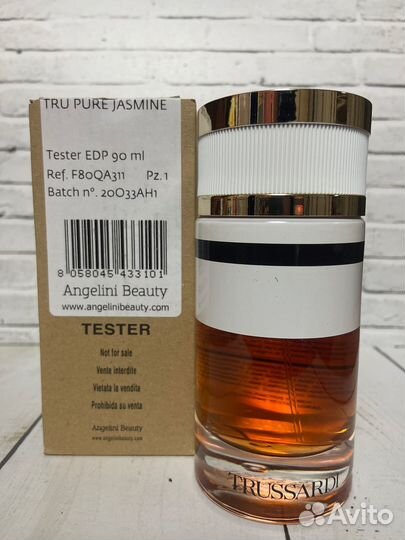 TRU PURE JASMINE
Tester EDP 90 ml
Ref. F80QA311 Pz. 1
Batch nº. 20O33AH1
8 058045 433101
Angelini Beauty
www.angelinibeauty.com
TESTER
Not for sale
Vente interdite
Vietata la vendita
Prohibida su venta
Angelini Beauty
www.angelinibeauty.com
TRUSSARDI
Avito